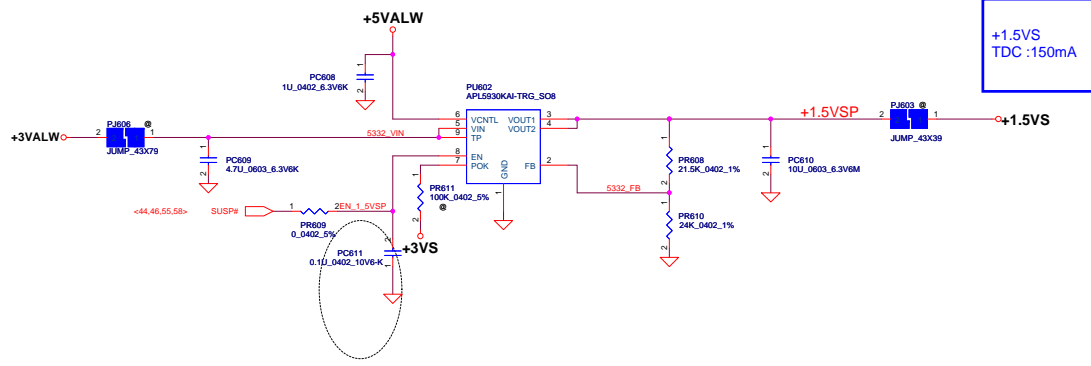 +5VALW
+1.5VS
TDC :150mA
PC608
1U_0402_6.3V6K
1
2
PU602
APL5930KAI-TRG_SO8
PJ606 @
+3VALW 2 1
JUMP_43X79
5332_VIN
6 VCNTL
5 VIN
9 TP
8 EN
7 POK
VOUT1 3
VOUT2 4
FB 2
GND
1
+1.5VSP
PJ603 @
2 1 +1.5VS
JUMP_43X39
PC609
4.7U_0603_6.3V6K
1
2
PR608
21.5K_0402_1%
1
2
PC610
10U_0603_6.3V6M
1
2
5332_FB
PR611
100K_0402_5%
@
1
2
+3VS
PR610
24K_0402_1%
1
2
<44,46,55,58> SUSP# 1 2 EN_1_5VSP
PR609
0_0402_5%
PC611
0.1U_0402_10V6-K
2
1